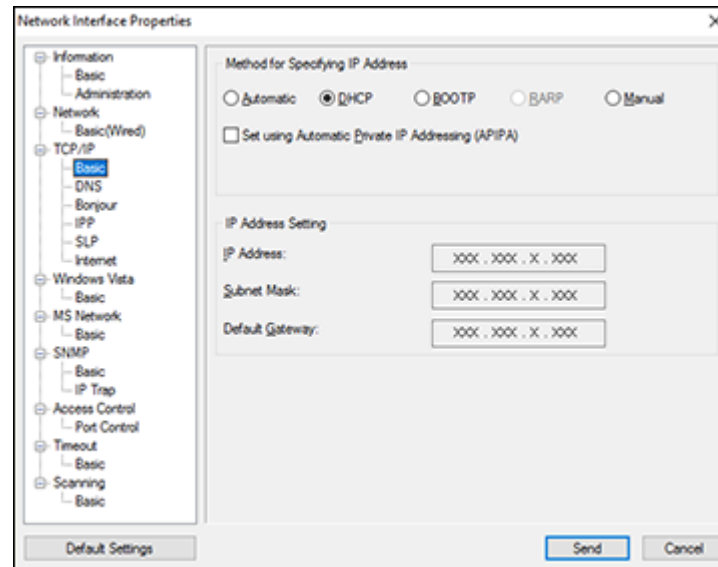 Network Interface Properties
Information
Basic
Administration
Network
Basic(Wired)
TCP/IP
Basic
DNS
Bonjour
IPP
SLP
Internet
Windows Vista
Basic
MS Network
Basic
SNMP
Basic
IP Trap
Access Control
Port Control
Timeout
Basic
Scanning
Basic
Default Settings
Method for Specifying IP Address
Automatic DHCP BOOTP RARP Manual
Set using Automatic Private IP Addressing (APIPA)
IP Address Setting
IP Address: XXX . XXX . X . XXX
Subnet Mask: XXX . XXX . X . XXX
Default Gateway: XXX . XXX . X . XXX
Send Cancel